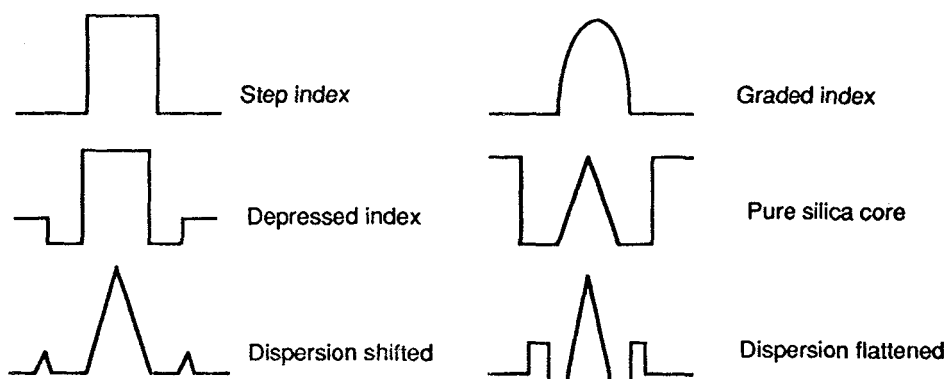 Step index
Graded index
Depressed index
Pure silica core
Dispersion shifted
Dispersion flattened